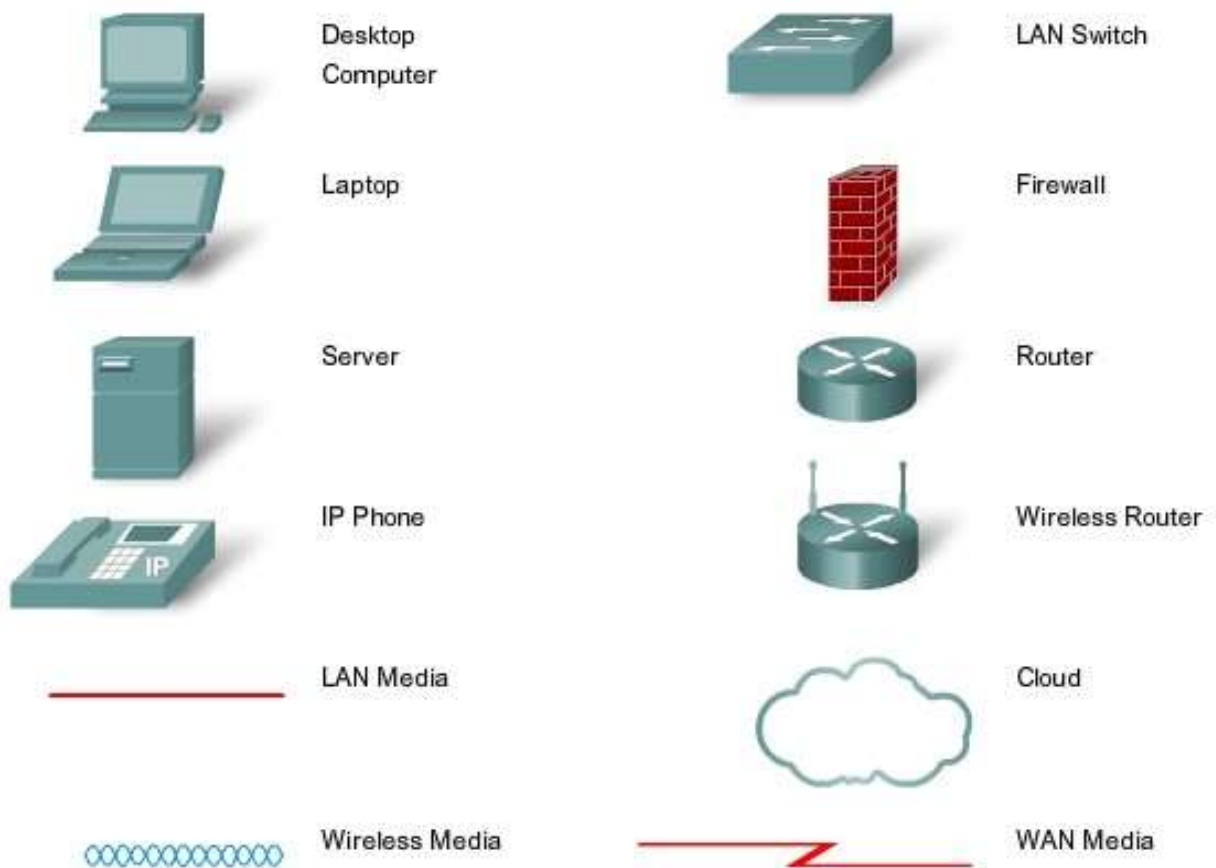 Desktop
Computer
LAN Switch
Laptop
Firewall
Server
Router
IP Phone
IP
Wireless Router
LAN Media
Cloud
Wireless Media
WAN Media